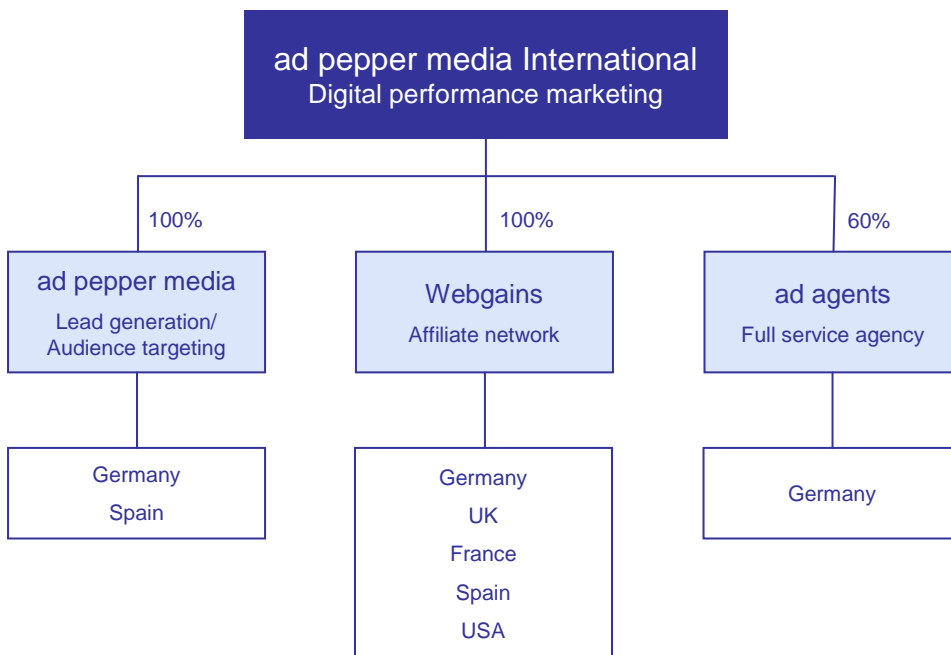 ad pepper media International
Digital performance marketing
100%
100%
60%
ad pepper media
Lead generation/
Audience targeting
Webgains
Affiliate network
ad agents
Full service agency
Germany
Spain
Germany
UK
France
Spain
USA
Germany